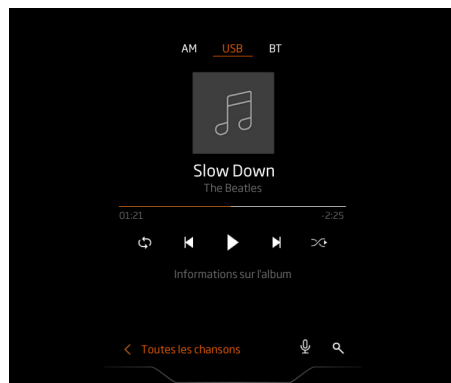 AM USB BT
Slow Down
The Beatles
01:21 -2:25
Informations sur l'album
Toutes les chansons